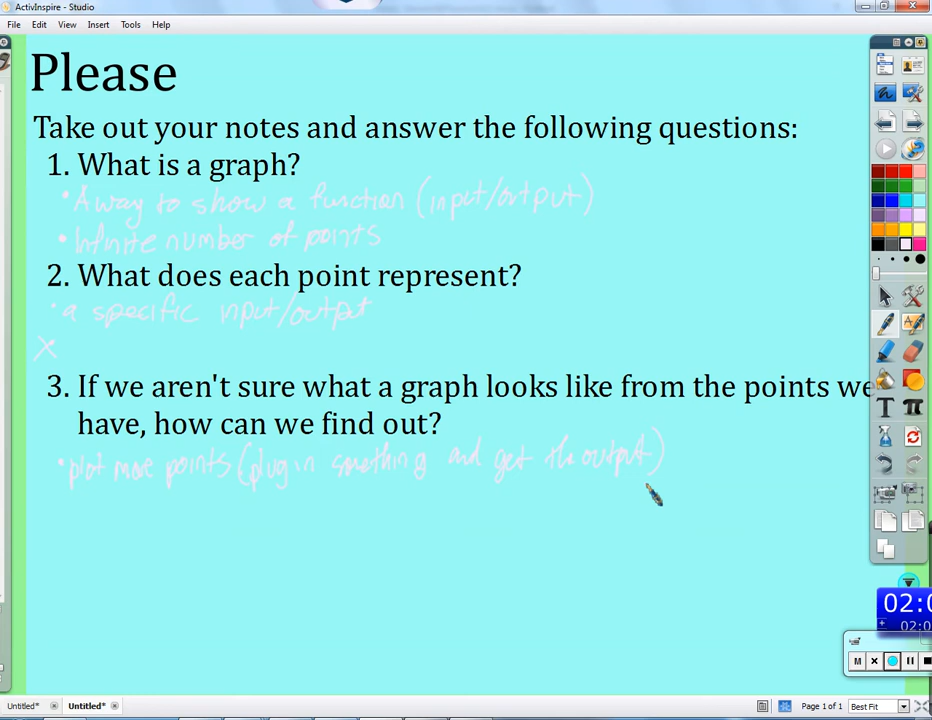 ActivInspire - Studio
File Edit View Insert Tools Help
Please
Take out your notes and answer the following questions:
1. What is a graph?
• A way to show a function (input/output)
• Infinite number of points
2. What does each point represent?
• a specific input/output
X
3. If we aren't sure what a graph looks like from the points we
have, how can we find out?
• plot more points (plug in something and get the output)
02:0
02:0
M
Untitled* Untitled* Page 1 of 1 Best Fit